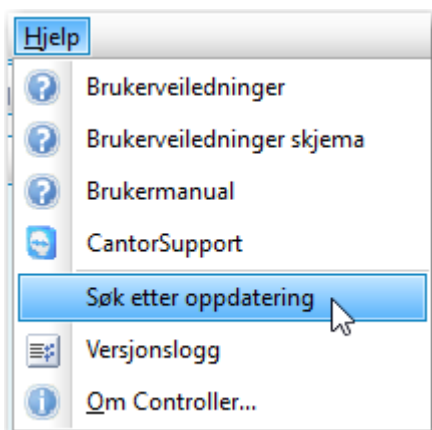 Hjelp
Brukerveiledninger
Brukerveiledninger skjema
Brukermanual
CantorSupport
Søk etter oppdatering
Versjonslogg
Om Controller...